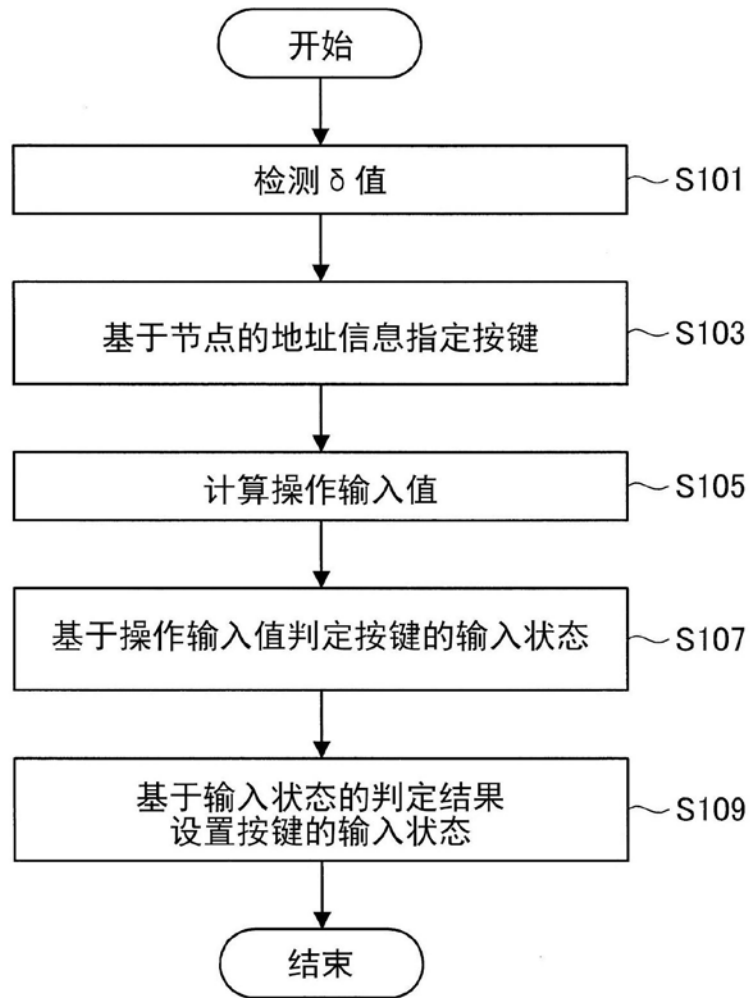 开始
检测δ值
S101
基于节点的地址信息指定按键
S103
计算操作输入值
S105
基于操作输入值判定按键的输入状态
S107
基于输入状态的判定结果
设置按键的输入状态
S109
结束